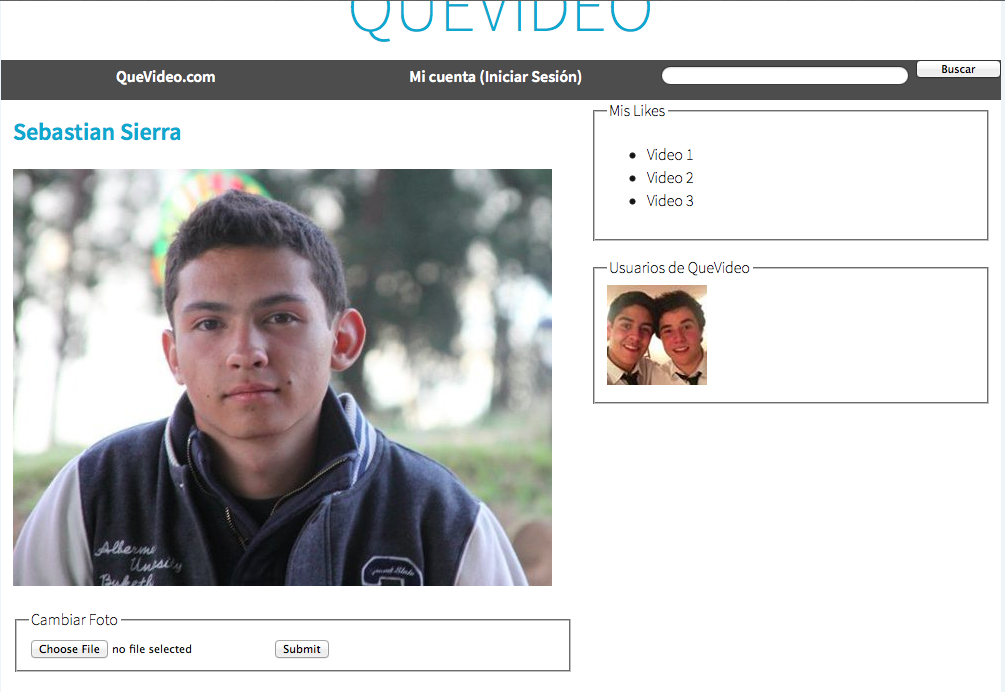 QUEVIDEO
QueVideo.com
Mi cuenta (Iniciar Sesión)
Buscar
Sebastian Sierra
Cambiar Foto
Choose File no file selected
Submit
Mis Likes
Video 1
Video 2
Video 3
Usuarios de QueVideo